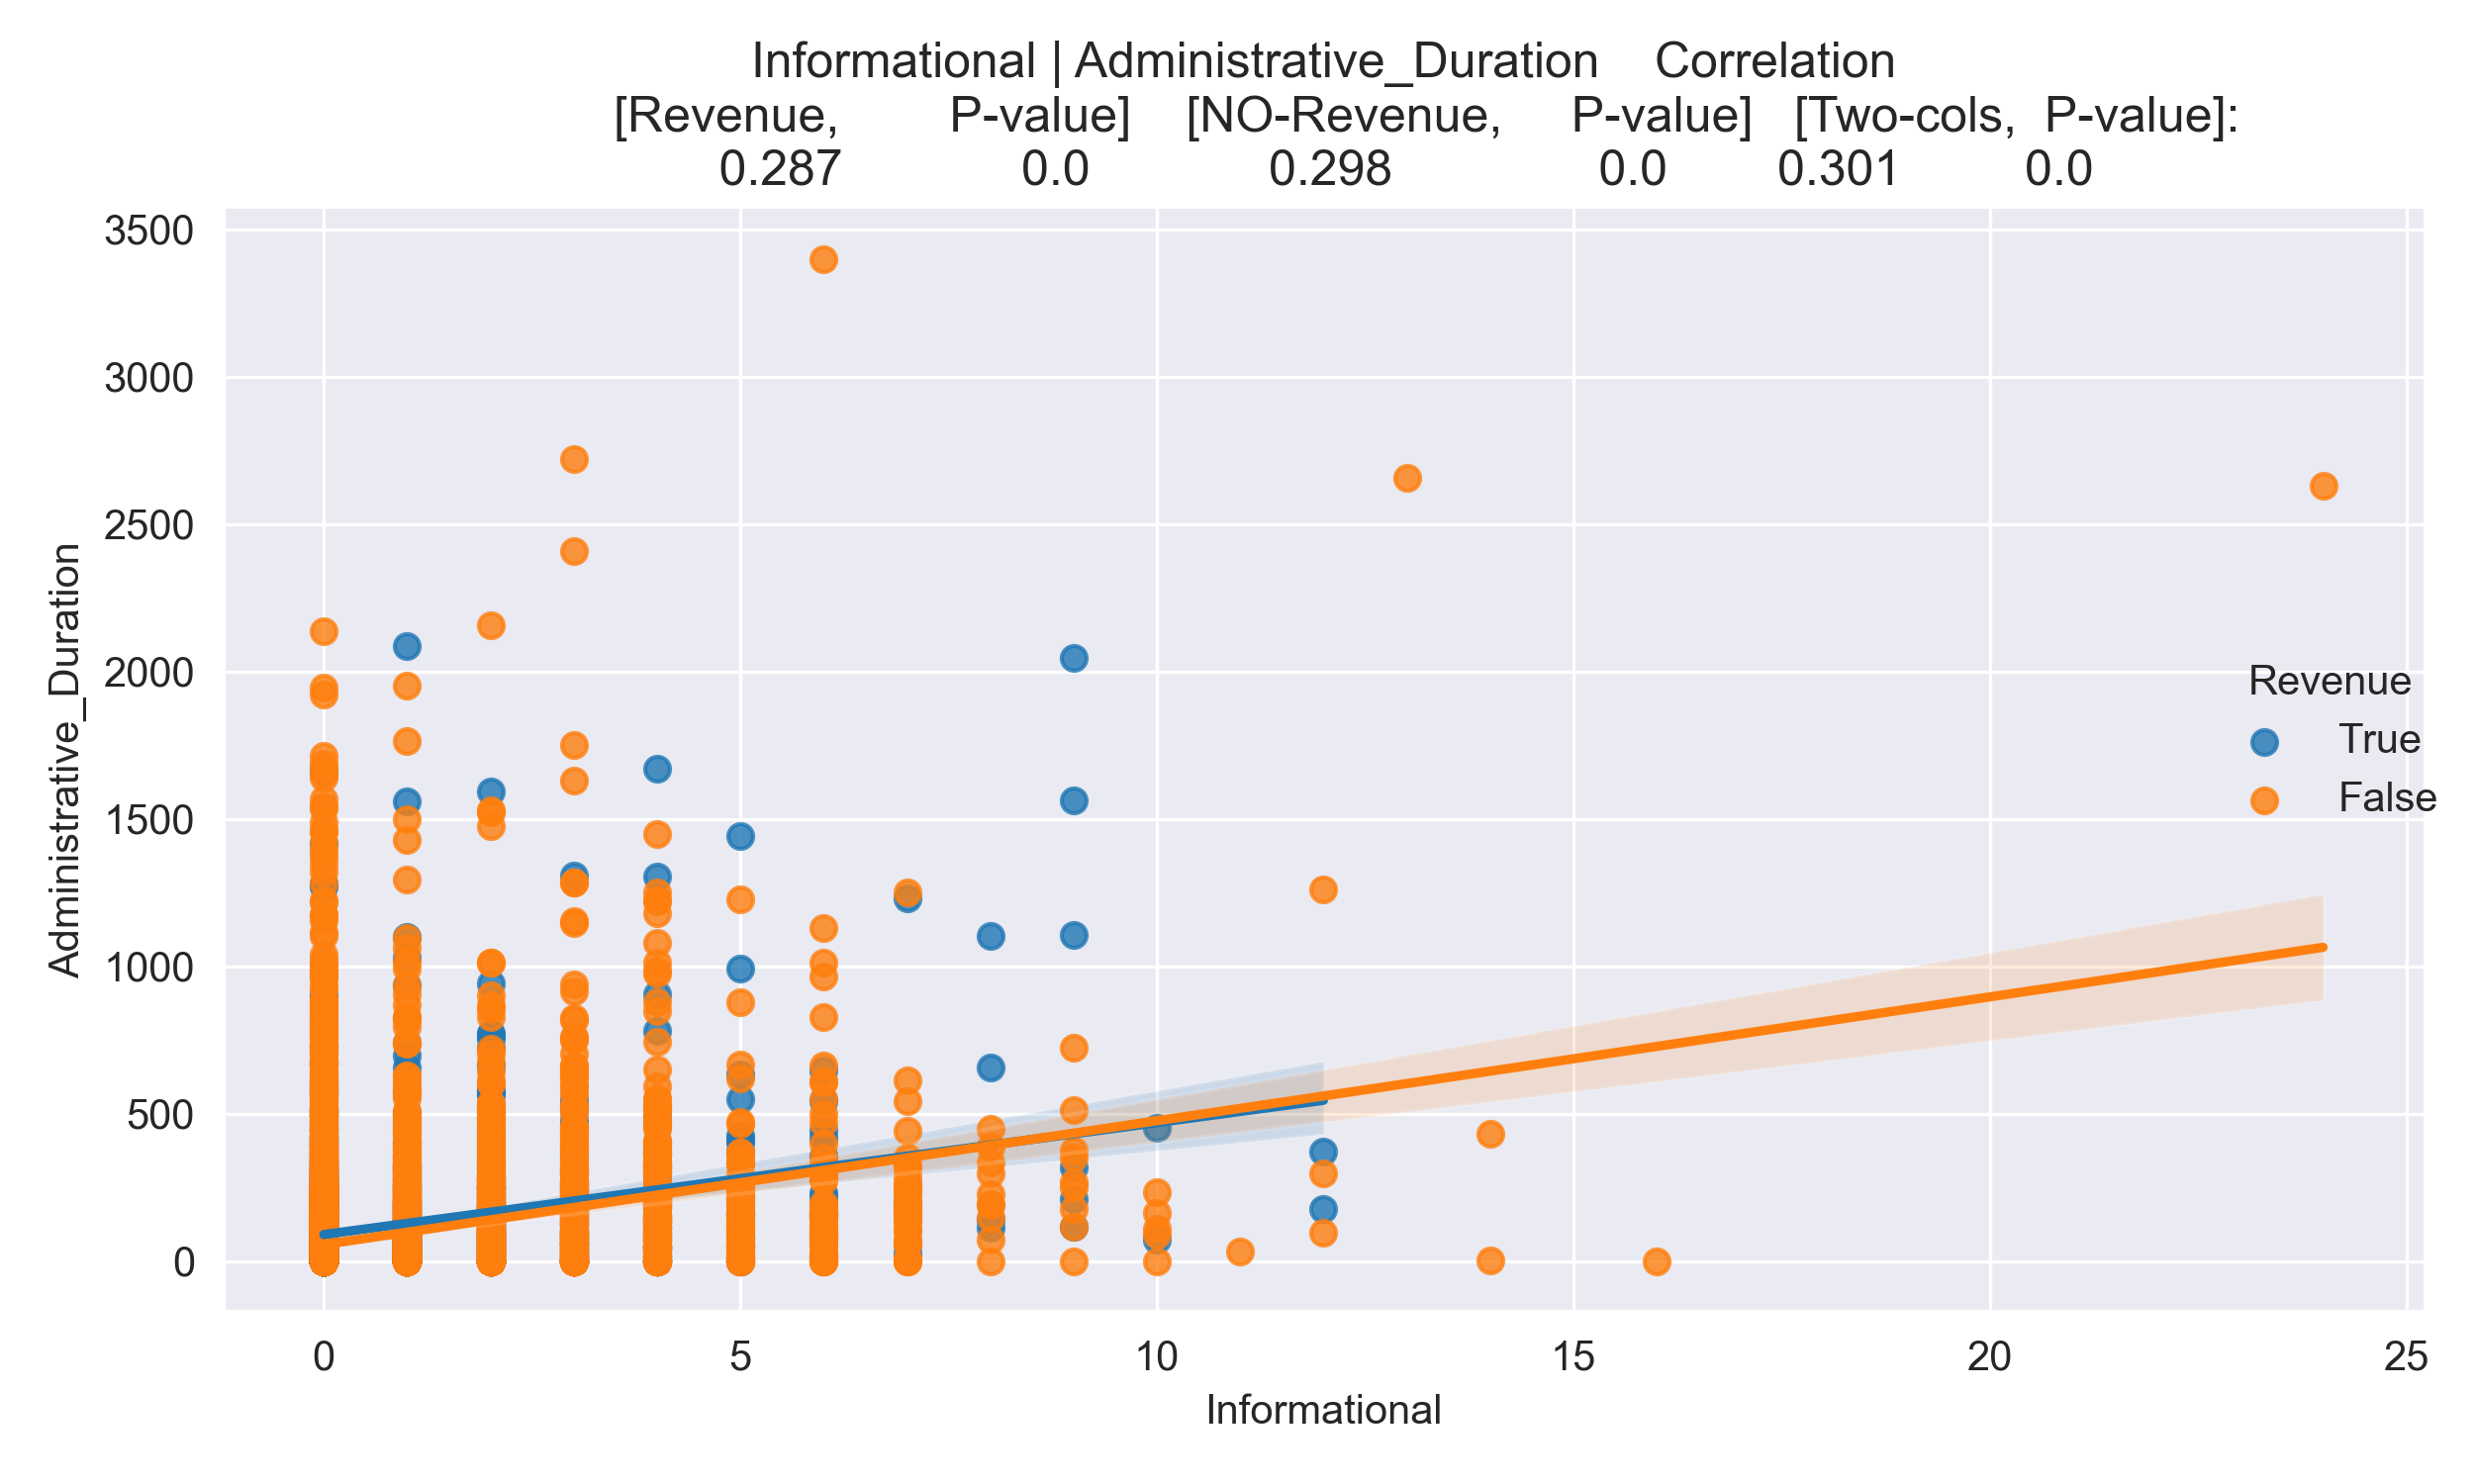 Informational | Administrative_Duration    Correlation
[Revenue,        P-value]    [NO-Revenue,     P-value]   [Two-cols,  P-value]:
0.287             0.0             0.298               0.0        0.301         0.0
3500
3000
2500
2000
1500
1000
500
0
Administrative_Duration
Revenue
True
False
0 5 10 15 20 25
Informational